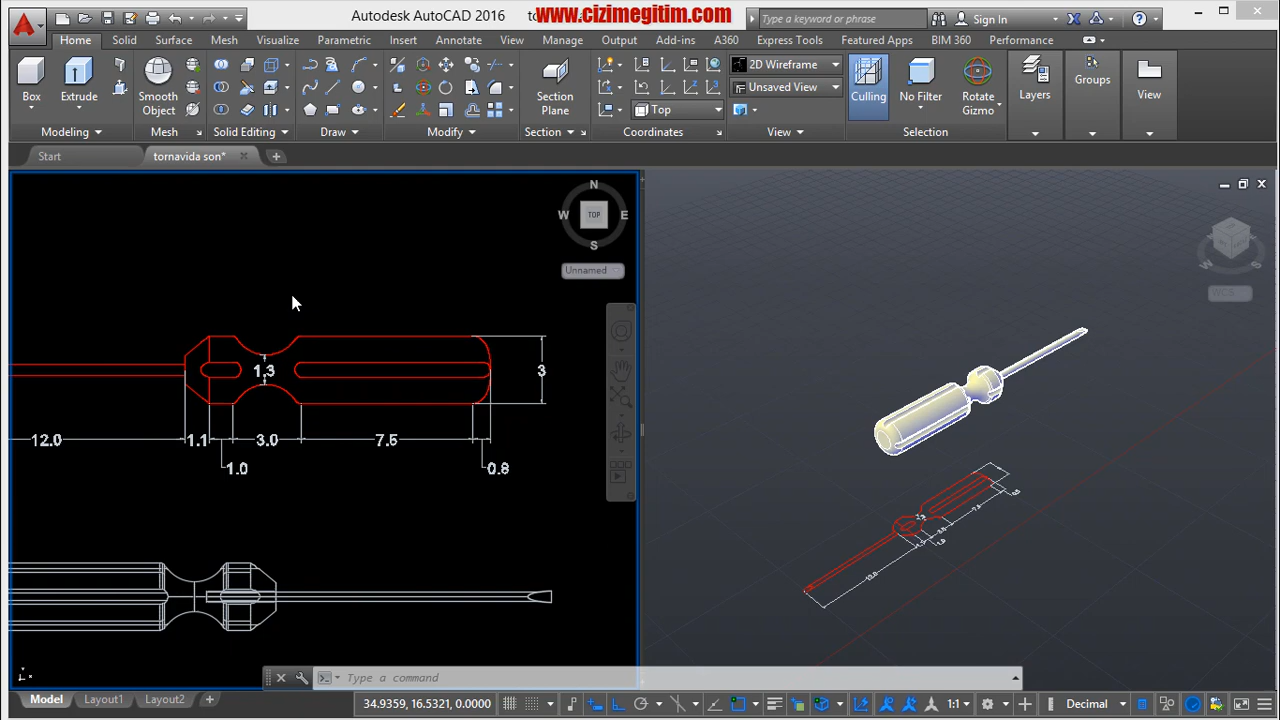 Autodesk AutoCAD 2016
www.cizimegitim.com
Type a keyword or phrase
Sign In
Home Solid Surface Mesh Visualize Parametric Insert Annotate View Manage Output Add-ins A360 Express Tools Featured Apps BIM 360 Performance
2D Wireframe
Unsaved View
Top
Box Extrude Smooth Object Section Plane Culling No Filter Rotate Gizmo Layers Groups View
Modeling Mesh Solid Editing Draw Modify Section Coordinates View Selection
Start tornavida son*
N
W TOP E
S
Unnamed
W S
WCS
1.3
3
12.0 1.1 3.0 7.5
1.0 0.8
12.0
Type a command
Model Layout1 Layout2
34.9359, 16.5321, 0.0000
1:1
Decimal